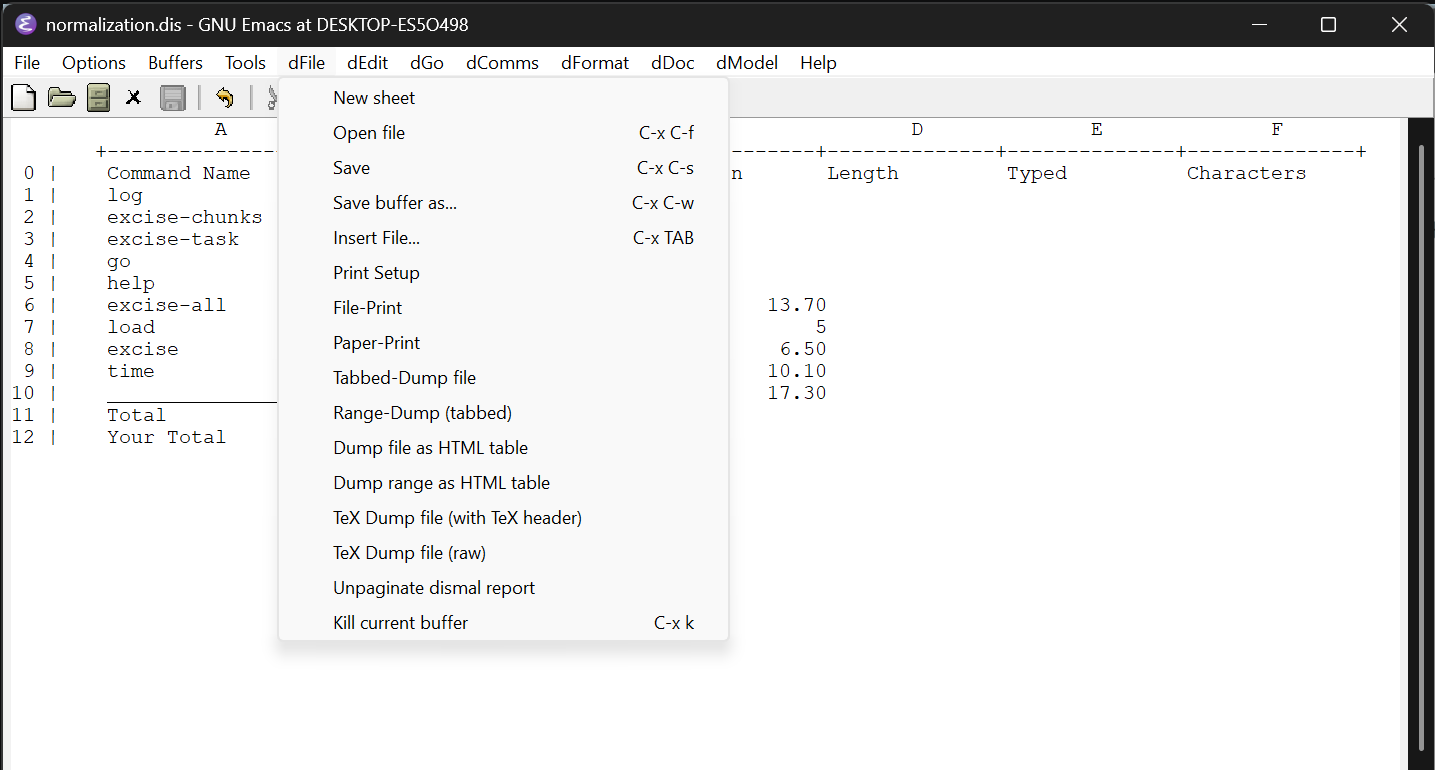 normalization.dis - GNU Emacs at DESKTOP-ES5O498
File Options Buffers Tools dFile dEdit dGo dComms dFormat dDoc dModel Help
New sheet
Open file C-x C-f
Save C-x C-s
Save buffer as... C-x C-w
Insert File... C-x TAB
Print Setup
File-Print
Paper-Print
Tabbed-Dump file
Range-Dump (tabbed)
Dump file as HTML table
Dump range as HTML table
TeX Dump file (with TeX header)
TeX Dump file (raw)
Unpaginate dismal report
Kill current buffer C-x k
A D E F
+-------------- -------+--------------+--------------+--------------+
0 | Command Name n Length Typed Characters
1 | log
2 | excise-chunks
3 | excise-task
4 | go
5 | help
6 | excise-all 13.70
7 | load 5
8 | excise 6.50
9 | time 10.10
10 | ______________ 17.30
11 | Total
12 | Your Total